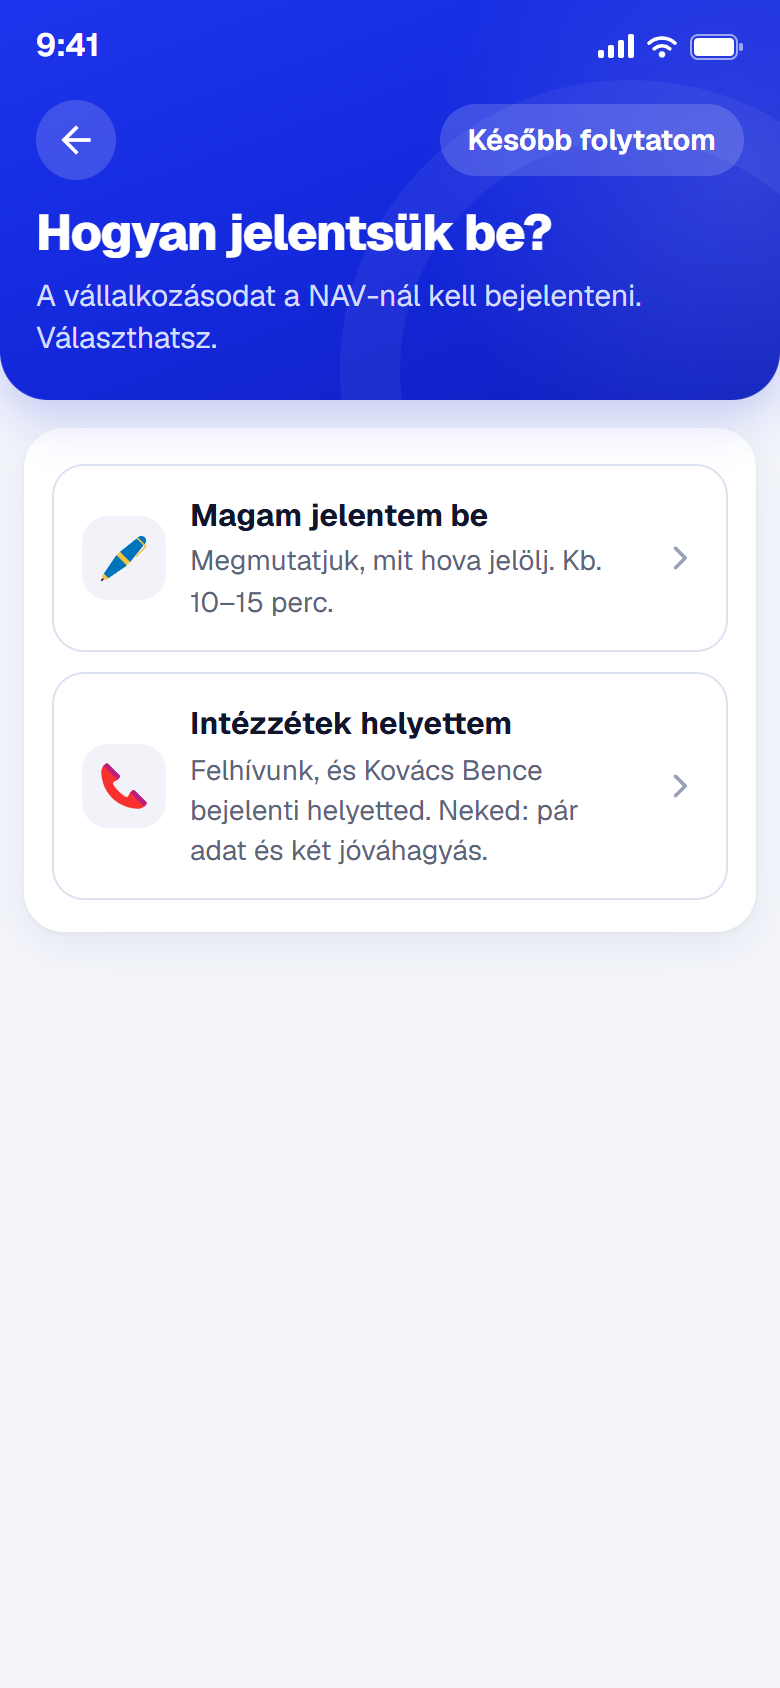 9:41
Később folytatom
Hogyan jelentsük be?
A vállalkozásodat a NAV-nál kell bejelenteni.
Választhatsz.
Magam jelentem be
Megmutatjuk, mit hova jelölj. Kb.
10–15 perc.
Intézzétek helyettem
Felhívunk, és Kovács Bence
bejelenti helyetted. Neked: pár
adat és két jóváhagyás.